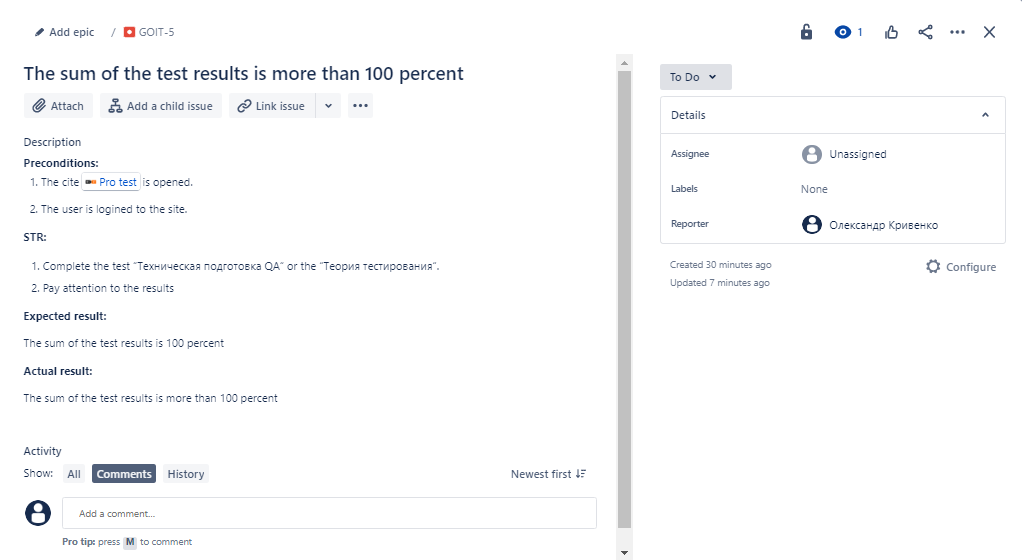 Add epic / GOIT-5
1
The sum of the test results is more than 100 percent
Attach Add a child issue Link issue
Description
Preconditions:
1. The cite Pro test is opened.
2. The user is logined to the site.
STR:
1. Complete the test "Техническая подготовка QA" or the "Теория тестирования".
2. Pay attention to the results
Expected result:
The sum of the test results is 100 percent
Actual result:
The sum of the test results is more than 100 percent
Activity
Show: All Comments History Newest first
Add a comment...
Pro tip: press M to comment
To Do
Details
Assignee Unassigned
Labels None
Reporter Олександр Кривенко
Created 30 minutes ago Configure
Updated 7 minutes ago